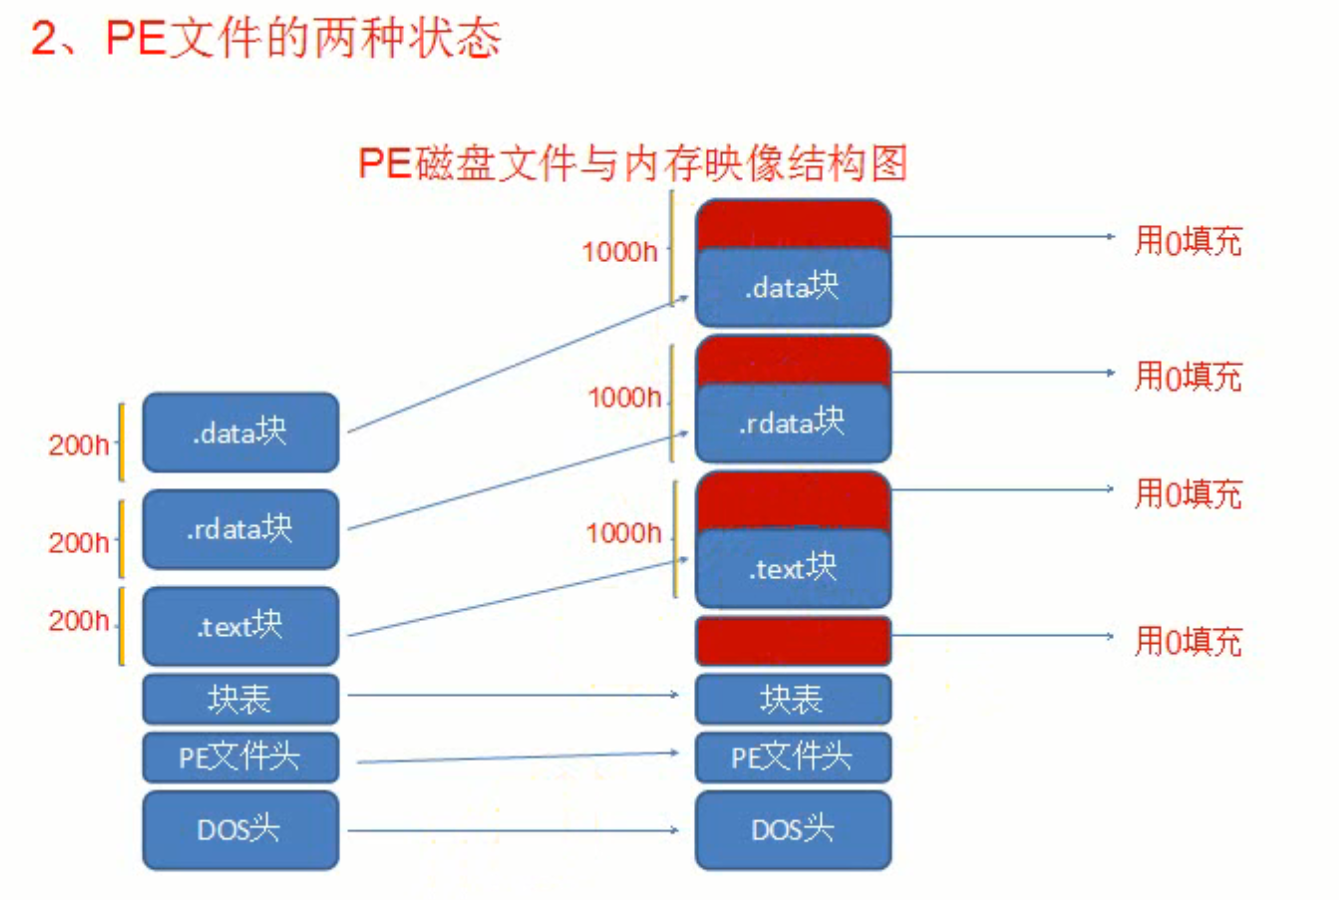 2、PE文件的两种状态
PE磁盘文件与内存映像结构图
1000h
用0填充
.data块
1000h
用0填充
.rdata块
200h
.data块
1000h
用0填充
.text块
200h
.rdata块
200h
.text块
用0填充
块表
块表
PE文件头
PE文件头
DOS头
DOS头